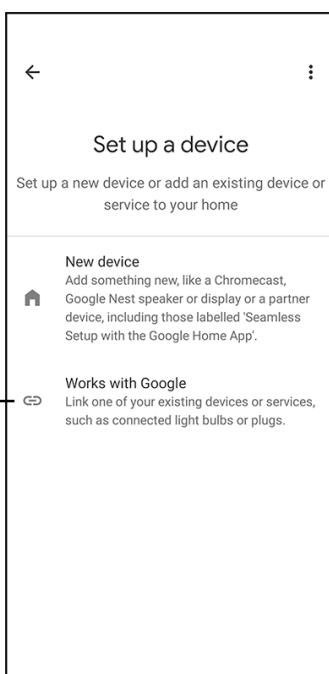 Set up a device
Set up a new device or add an existing device or
service to your home
New device
Add something new, like a Chromecast,
Google Nest speaker or display or a partner
device, including those labelled 'Seamless
Setup with the Google Home App'.
Works with Google
Link one of your existing devices or services,
such as connected light bulbs or plugs.